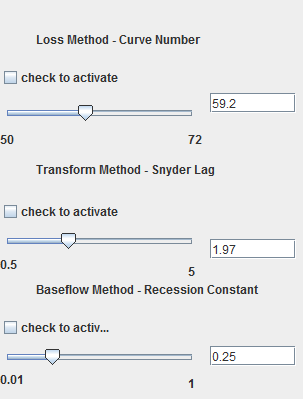 Loss Method - Curve Number
check to activate
59.2
50 72
Transform Method - Snyder Lag
check to activate
1.97
0.5 5
Baseflow Method - Recession Constant
check to activ...
0.25
0.01 1